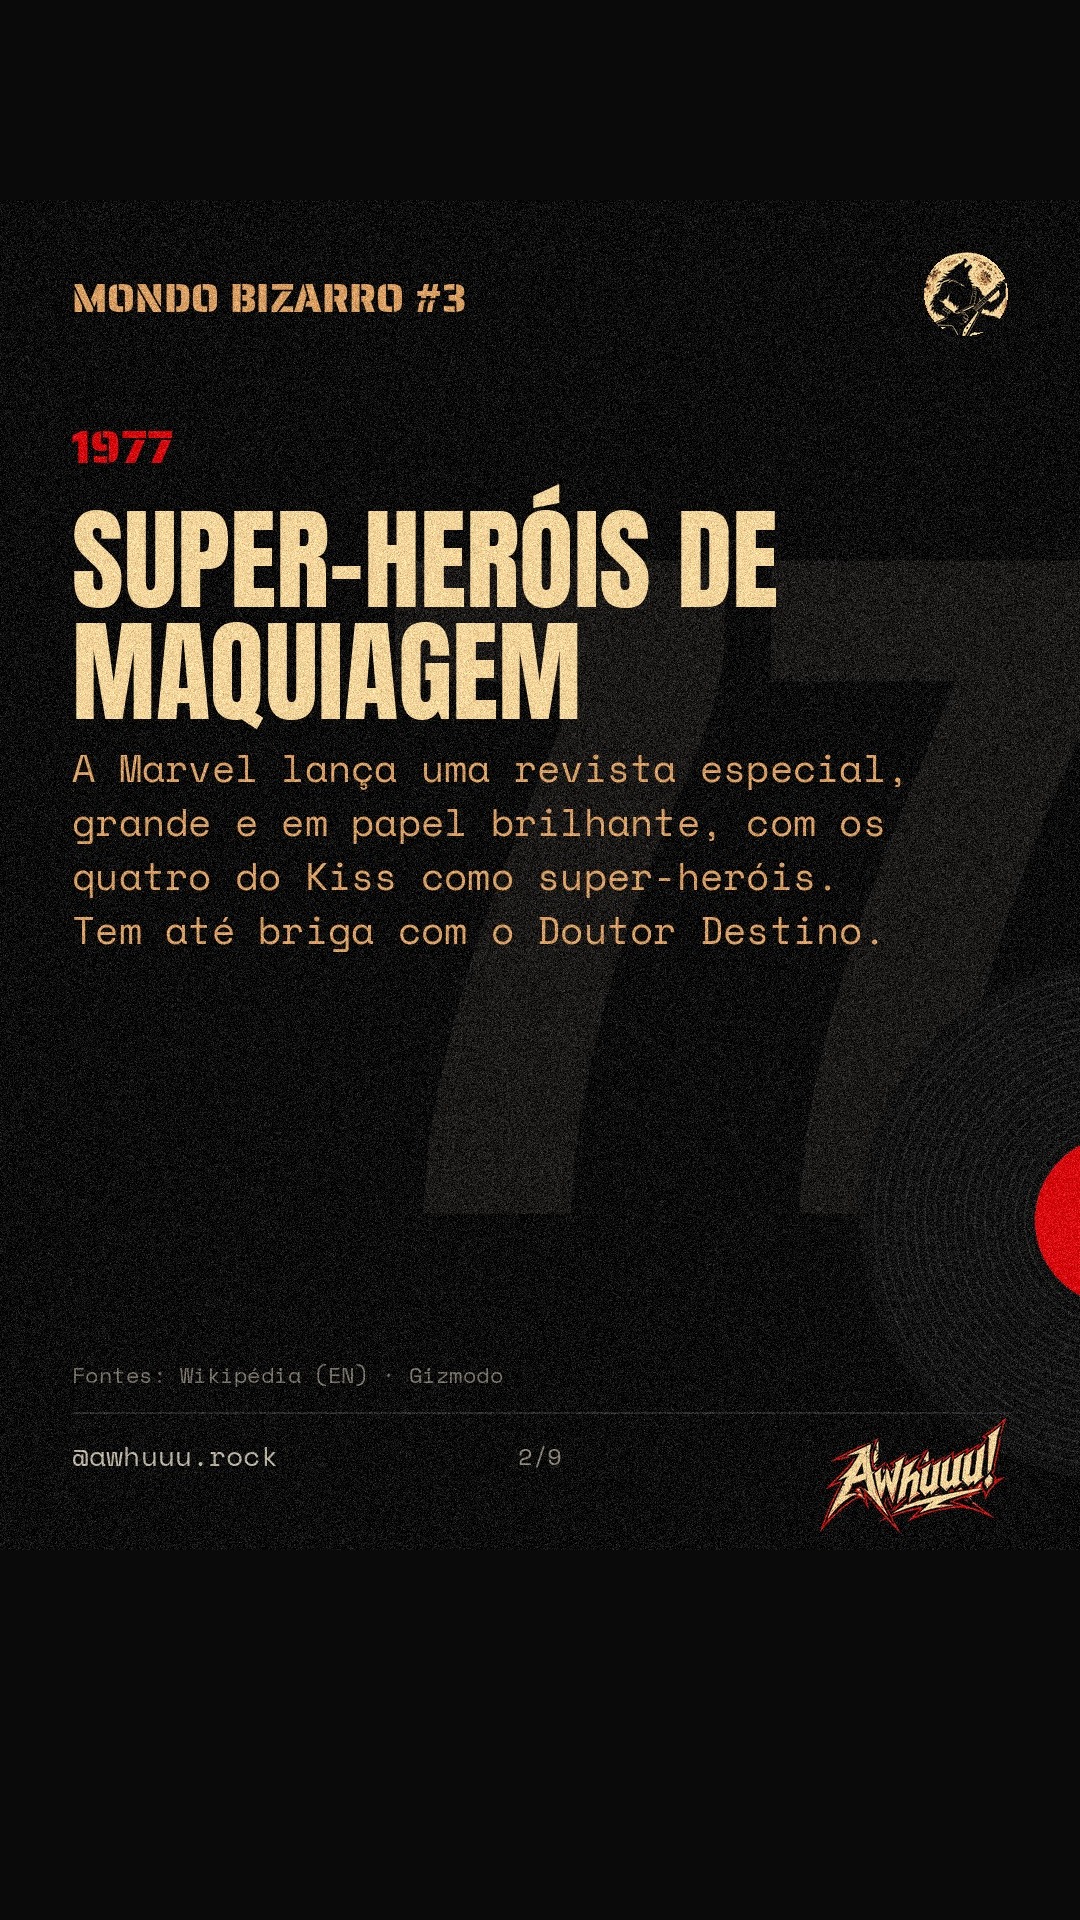 MONDO BIZARRO #3
1977
SUPER-HERÓIS DE
MAQUIAGEM
A Marvel lança uma revista especial,
grande e em papel brilhante, com os
quatro do Kiss como super-heróis.
Tem até briga com o Doutor Destino.
77
Fontes: Wikipédia (EN) · Gizmodo
@awhuuu.rock
2/9
Awhuuu!